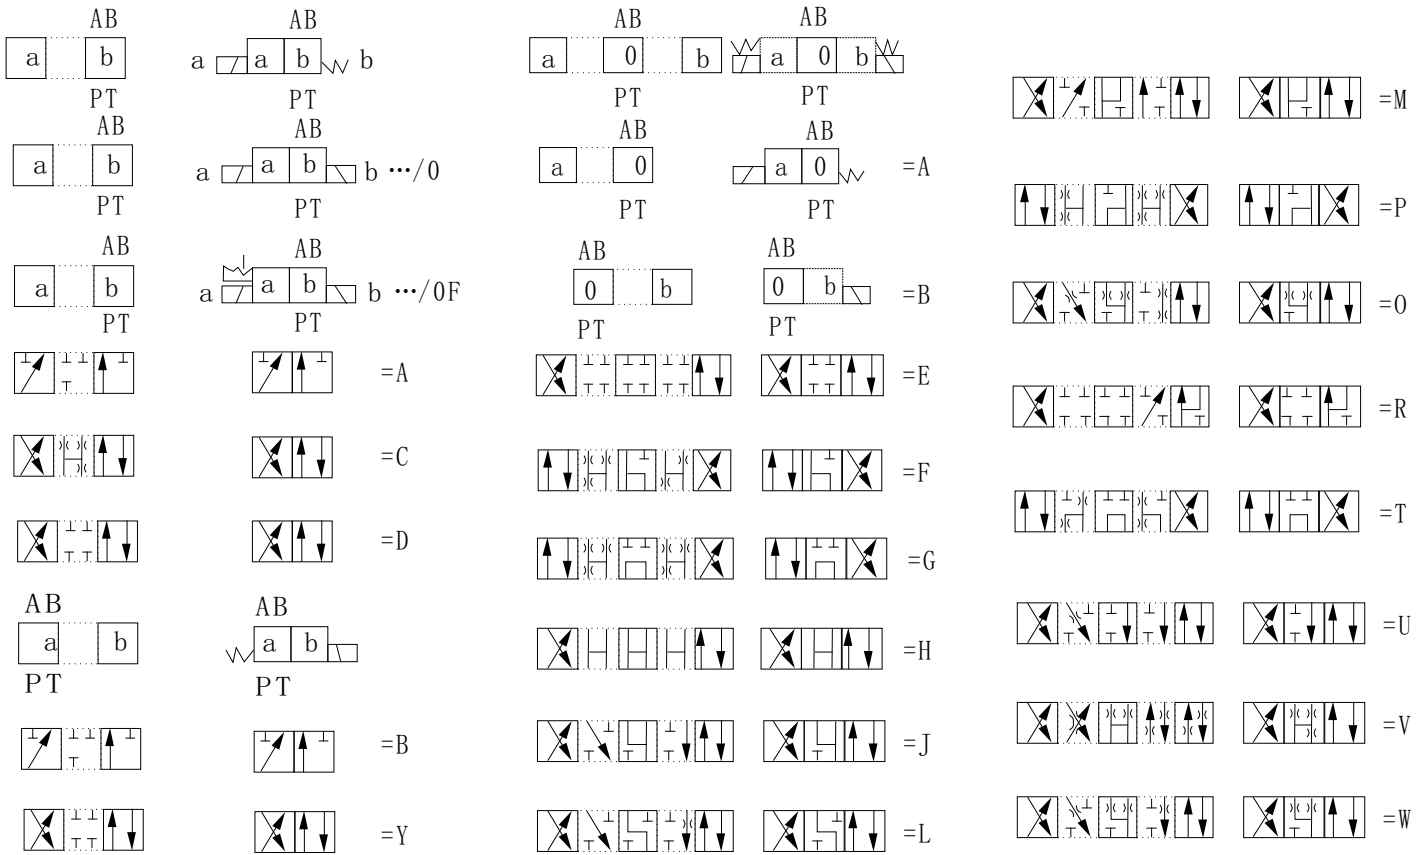 AB
a b
PT
AB
a a b b
PT
AB
a b
PT
AB
a a b b …/0
PT
AB
a b
PT
AB
a a b b …/0F
PT
=A
=C
=D
AB
a b
PT
AB
a b
PT
=B
=Y
AB
a 0 b
PT
AB
a 0 b
PT
AB
a 0
PT
AB
a 0 =A
PT
AB
0 b
PT
AB
0 b =B
PT
=E
=F
=G
=H
=J
=L
=M
=P
=O
=R
=T
=U
=V
=W